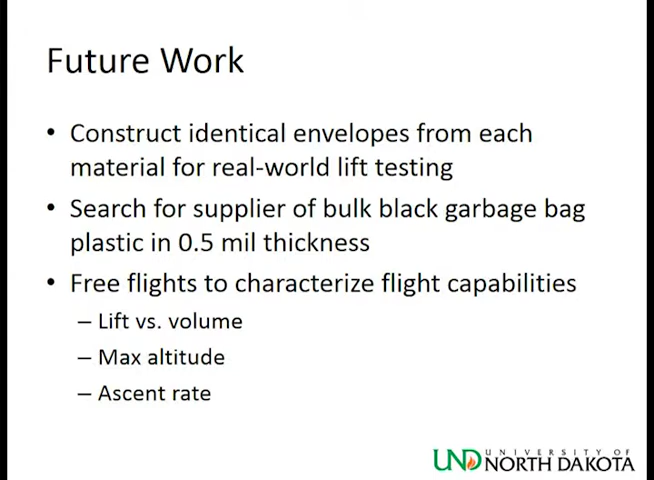 Future Work
• Construct identical envelopes from each
material for real-world lift testing
• Search for supplier of bulk black garbage bag
plastic in 0.5 mil thickness
• Free flights to characterize flight capabilities
– Lift vs. volume
– Max altitude
– Ascent rate
UND UNIVERSITY OF
NORTH DAKOTA